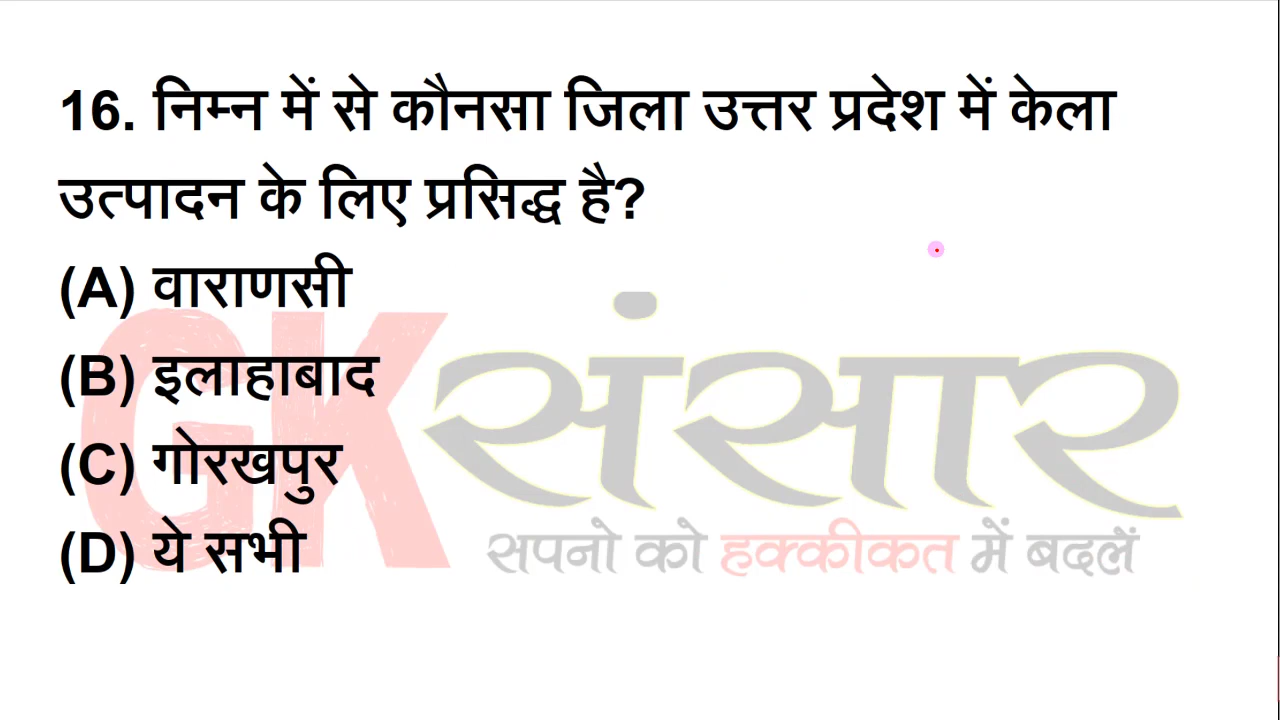 16. निम्न में से कौनसा जिला उत्तर प्रदेश में केला
उत्पादन के लिए प्रसिद्ध है?
(A) वाराणसी
(B) इलाहाबाद
(C) गोरखपुर
(D) ये सभी
GK संसार
सपनो को हक्कीकत में बदलें